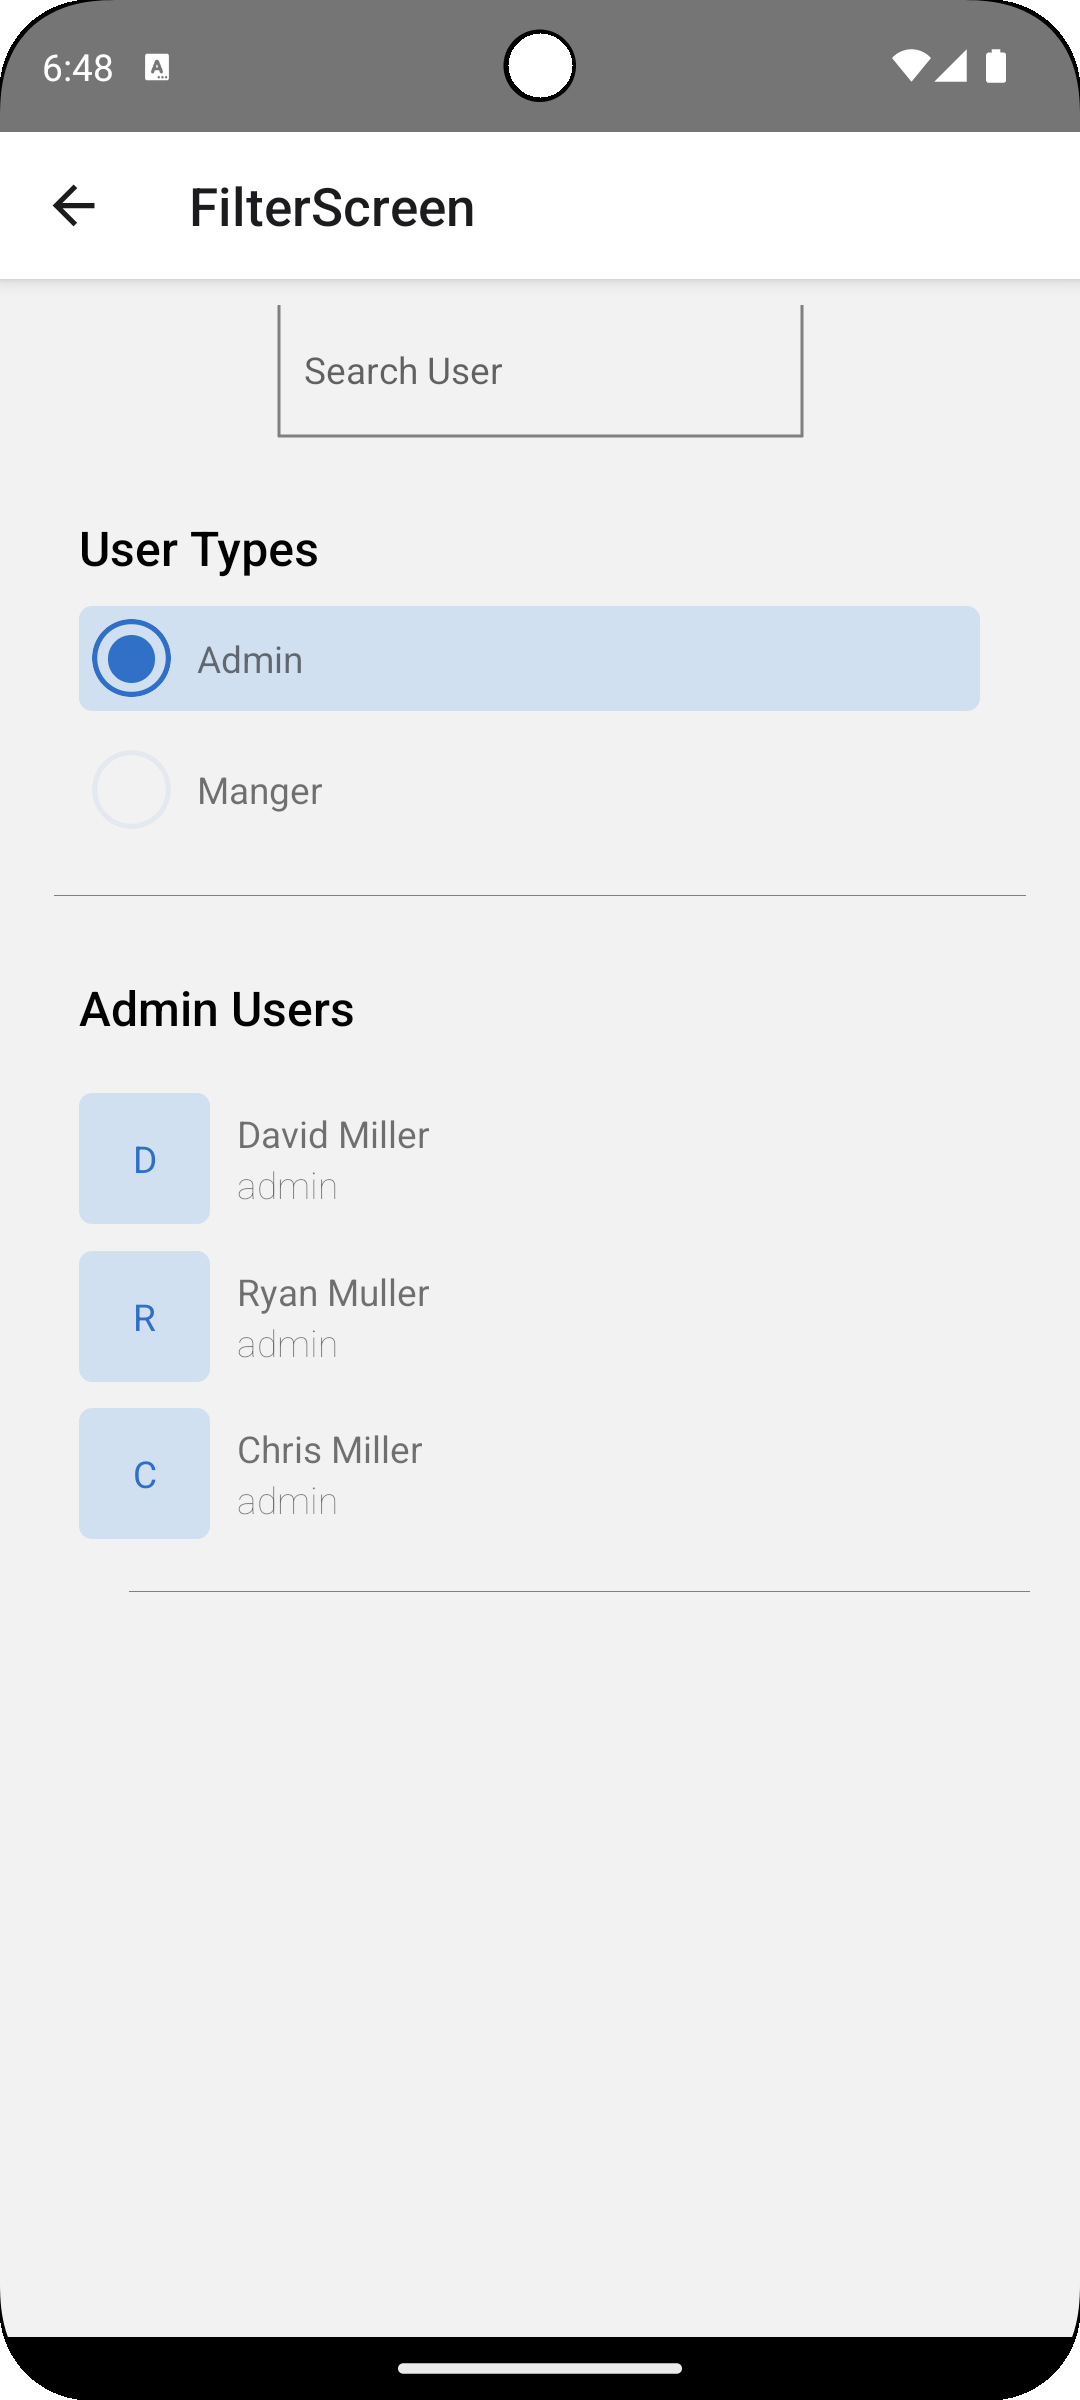 6:48
FilterScreen
Search User
User Types
Admin
Manger
Admin Users
D
David Miller
admin
R
Ryan Muller
admin
C
Chris Miller
admin